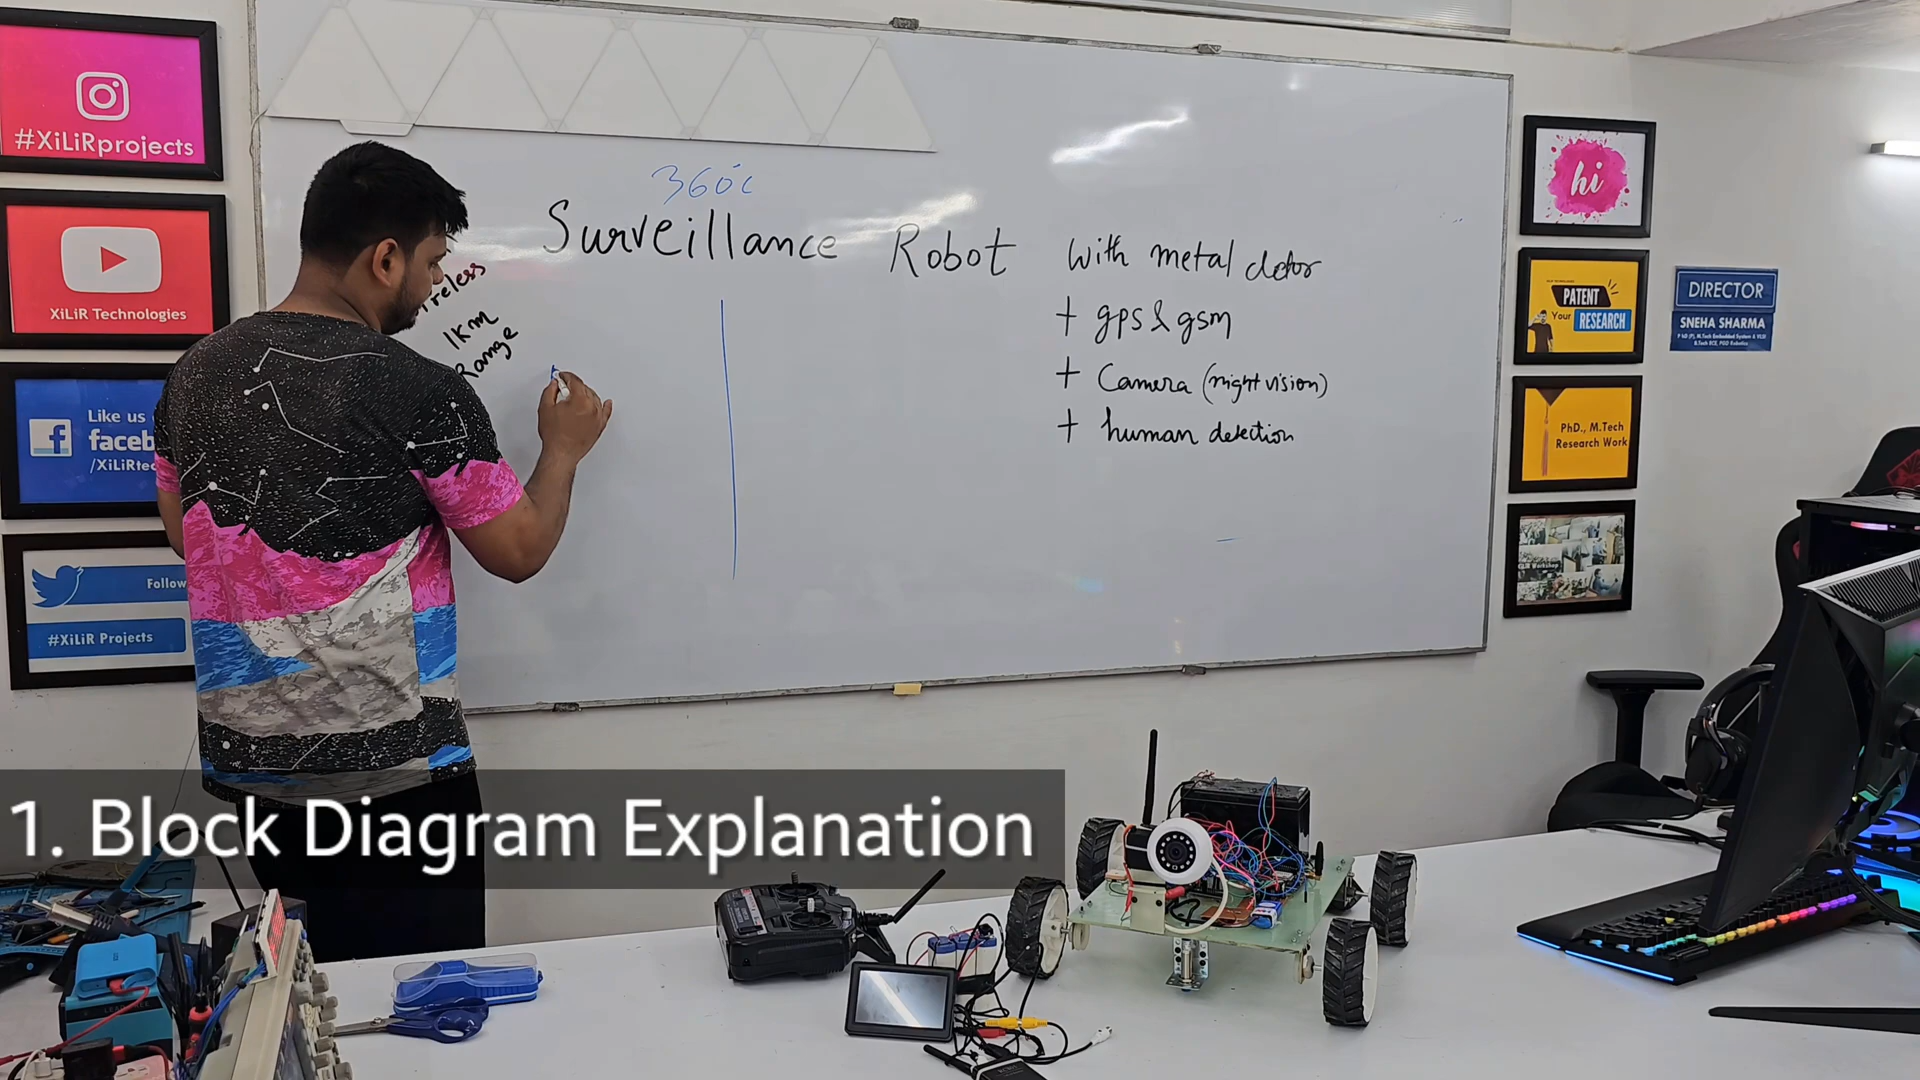 #XiLiRprojects
XiLiR Technologies
Like us
faceb
/XiLiRtec
Follow
#XiLiR Projects
360°c
Surveillance Robot with metal detor
+ gps & gsm
+ Camera (night vision)
+ human detection
reless
1Km
Range
hi
PATENT
Your RESEARCH
PhD., M.Tech
Research Work
DIRECTOR
SNEHA SHARMA
1. Block Diagram Explanation